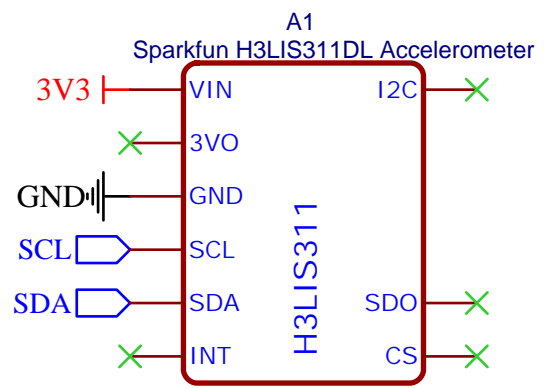 A1
Sparkfun H3LIS311DL Accelerometer
3V3
VIN
I2C
3VO
GND
GND
SCL
SCL
H3LIS311
SDA
SDA
SDO
INT
CS